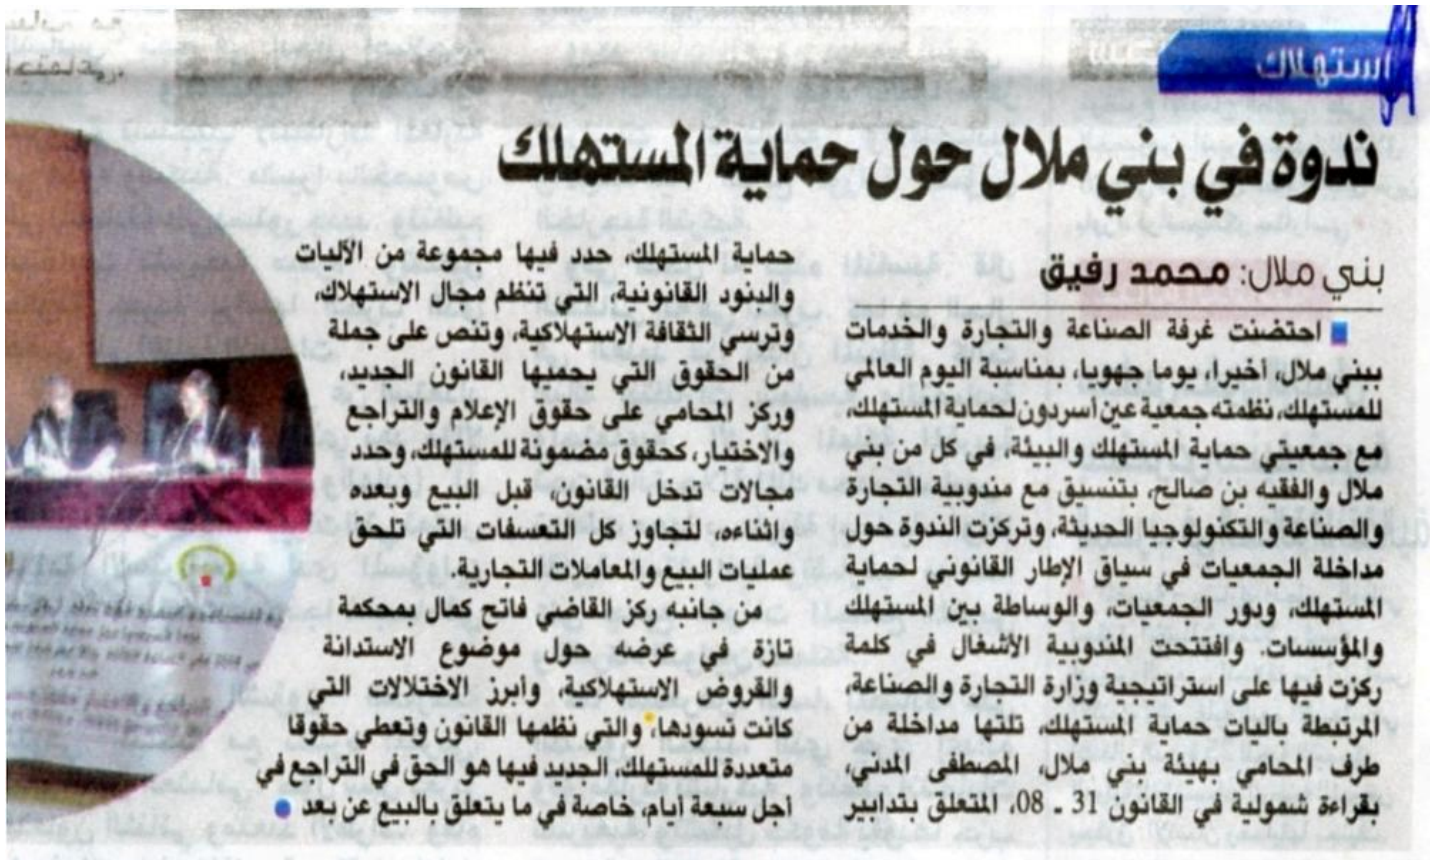 استهلاك
ندوة في بني ملال حول حماية المستهلك
بني ملال: محمد رفيق
احتضنت غرفة الصناعة والتجارة والخدمات
ببني ملال، أخيرا، يوما جهويا، بمناسبة اليوم العالمي
للمستهلك، نظمته جمعية عين أسردون لحماية المستهلك،
مع جمعيتي حماية المستهلك والبيئة، في كل من بني
ملال والفقيه بن صالح، بتنسيق مع مندوبية التجارة
والصناعة والتكنولوجيا الحديثة، وتركزت الندوة حول
مداخلة الجمعيات في سياق الإطار القانوني لحماية
المستهلك، ودور الجمعيات، والوساطة بين المستهلك
والمؤسسات. وافتتحت المندوبية الأشغال في كلمة
ركزت فيها على استراتيجية وزارة التجارة والصناعة،
المرتبطة باليات حماية المستهلك، تلتها مداخلة من
طرف المحامي بهيئة بني ملال، المصطفى المدني،
بقراءة شمولية في القانون 31 ـ 08، المتعلق بتدابير
حماية المستهلك، حدد فيها مجموعة من الآليات
والبنود القانونية، التي تنظم مجال الاستهلاك،
وترسي الثقافة الاستهلاكية، وتنص على جملة
من الحقوق التي يحميها القانون الجديد،
وركز المحامي على حقوق الإعلام والتراجع
والاختيار، كحقوق مضمونة للمستهلك، وحدد
مجالات تدخل القانون، قبل البيع وبعده
واثناءه، لتجاوز كل التعسفات التي تلحق
عمليات البيع والمعاملات التجارية.
من جانبه ركز القاضي فاتح كمال بمحكمة
تازة في عرضه حول موضوع الاستدانة
والقروض الاستهلاكية، وأبرز الاختلالات التي
كانت تسودها، والتي نظمها القانون وتعطي حقوقا
متعددة للمستهلك، الجديد فيها هو الحق في التراجع في
أجل سبعة أيام، خاصة في ما يتعلق بالبيع عن بعد